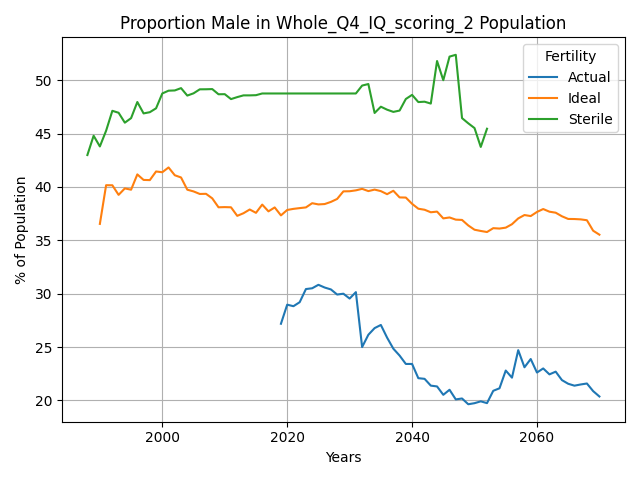 Proportion Male in Whole_Q4_IQ_scoring_2 Population
% of Population
50
45
40
35
30
25
20
Fertility
Actual
Ideal
Sterile
2000
2020
2040
2060
Years